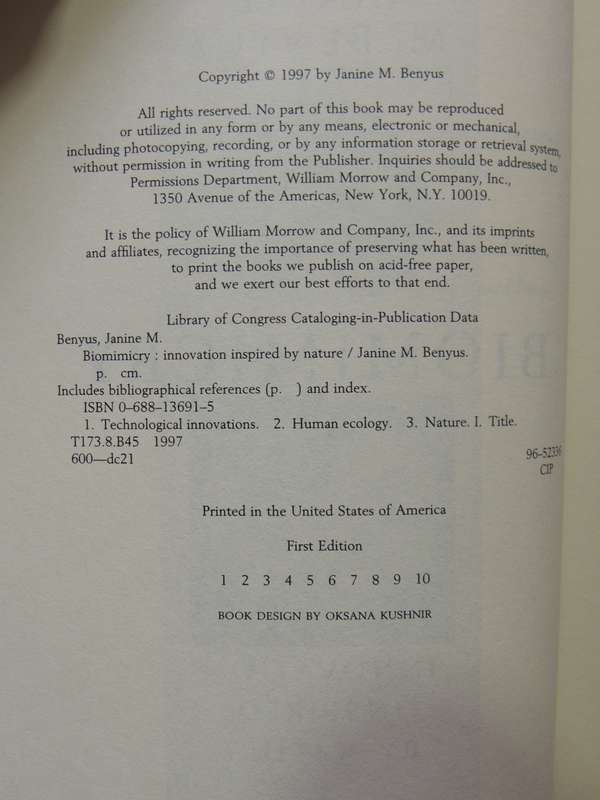 Copyright © 1997 by Janine M. Benyus
All rights reserved. No part of this book may be reproduced
or utilized in any form or by any means, electronic or mechanical,
including photocopying, recording, or by any information storage or retrieval system,
without permission in writing from the Publisher. Inquiries should be addressed to
Permissions Department, William Morrow and Company, Inc.,
1350 Avenue of the Americas, New York, N.Y. 10019.
It is the policy of William Morrow and Company, Inc., and its imprints
and affiliates, recognizing the importance of preserving what has been written,
to print the books we publish on acid-free paper,
and we exert our best efforts to that end.
Library of Congress Cataloging-in-Publication Data
Benyus, Janine M.
Biomimicry : innovation inspired by nature / Janine M. Benyus.
p. cm.
Includes bibliographical references (p. ) and index.
ISBN 0–688–13691–5
1. Technological innovations. 2. Human ecology. 3. Nature. I. Title.
T173.8.B45 1997
600—dc21
96–52336
CIP
Printed in the United States of America
First Edition
1 2 3 4 5 6 7 8 9 10
BOOK DESIGN BY OKSANA KUSHNIR